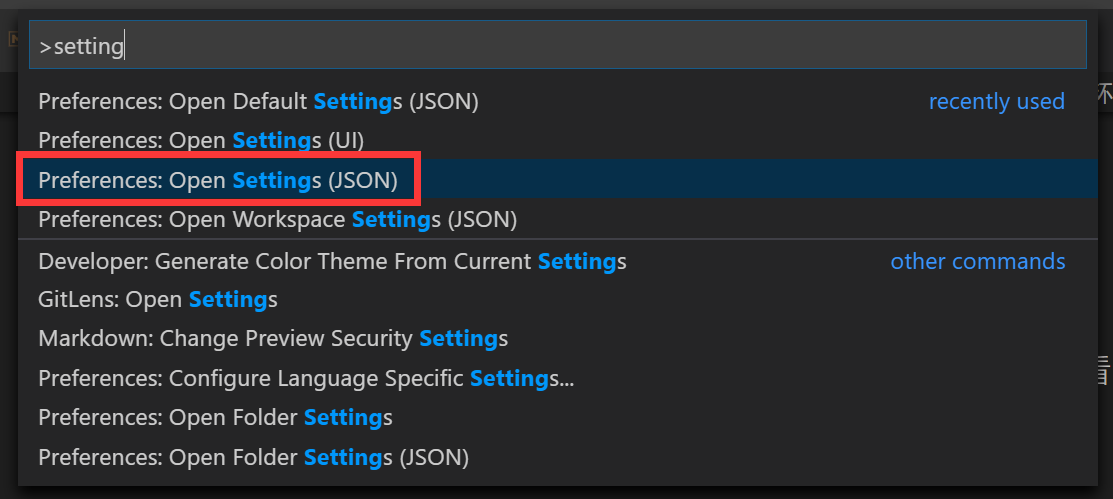 >setting
Preferences: Open Default Settings (JSON) recently used
Preferences: Open Settings (UI)
Preferences: Open Settings (JSON)
Preferences: Open Workspace Settings (JSON)
Developer: Generate Color Theme From Current Settings other commands
GitLens: Open Settings
Markdown: Change Preview Security Settings
Preferences: Configure Language Specific Settings...
Preferences: Open Folder Settings
Preferences: Open Folder Settings (JSON)